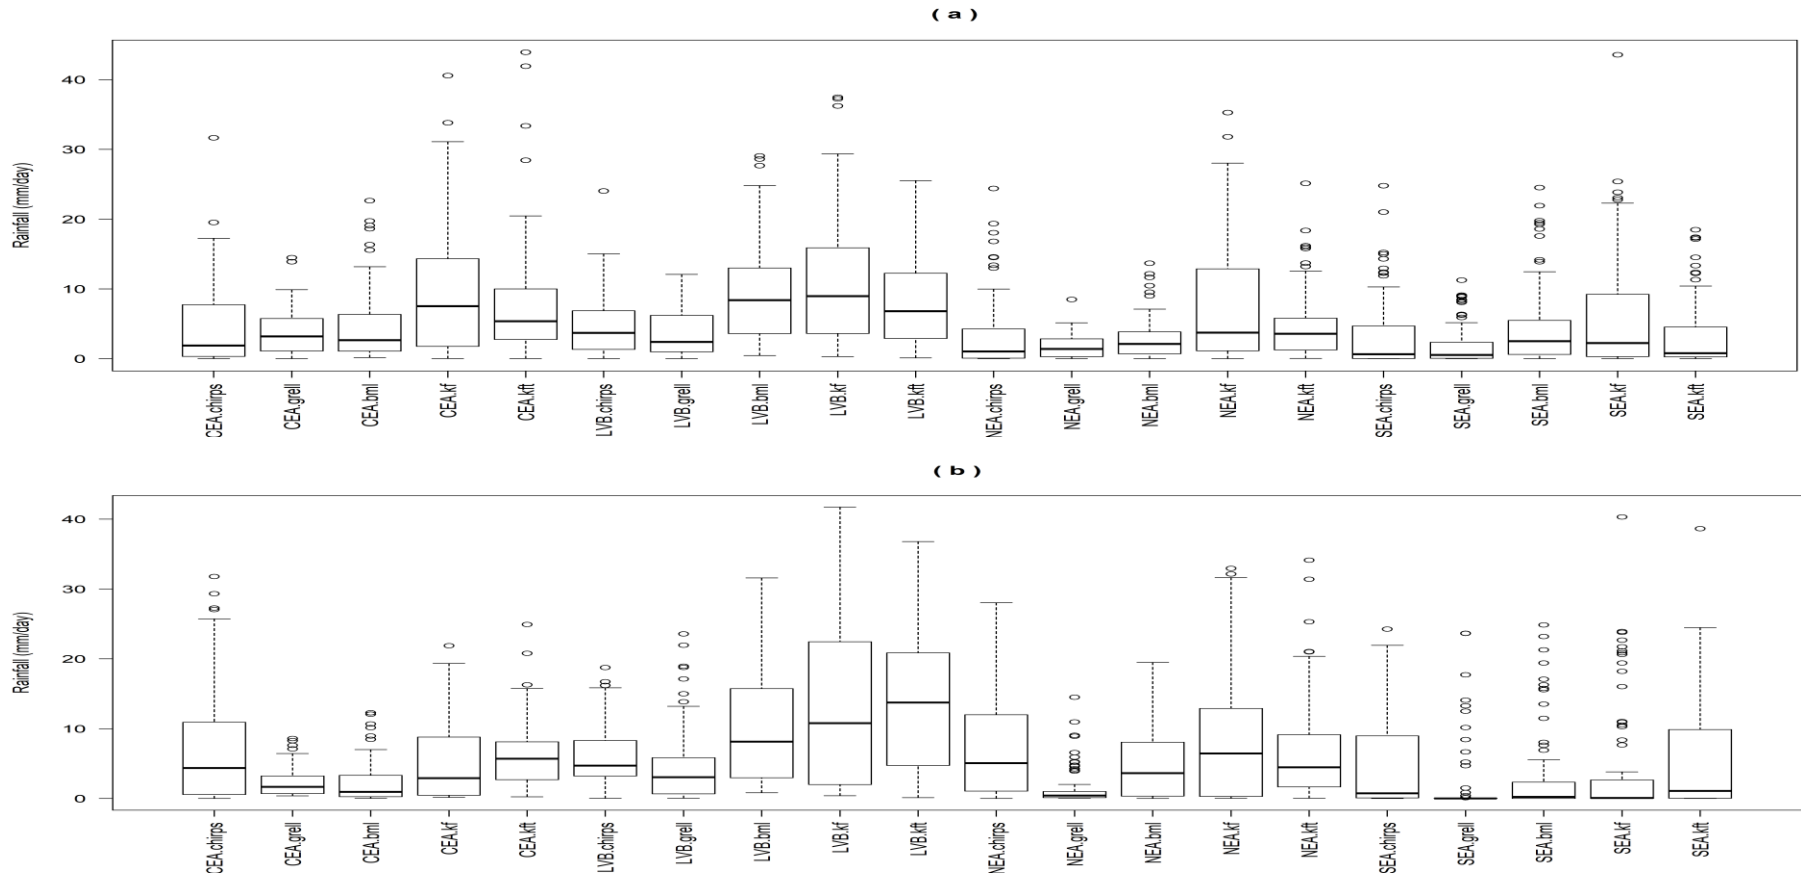 ( a )
Rainfall (mm/day)
40
30
20
10
0
CEA.chirps
CEA.grell
CEA.bml
CEA.kf
CEA.kft
LVB.chirps
LVB.grell
LVB.bml
LVB.kf
LVB.kft
NEA.chirps
NEA.grell
NEA.bml
NEA.kf
NEA.kft
SEA.chirps
SEA.grell
SEA.bml
SEA.kf
SEA.kft
( b )
Rainfall (mm/day)
40
30
20
10
0
CEA.chirps
CEA.grell
CEA.bml
CEA.kf
CEA.kft
LVB.chirps
LVB.grell
LVB.bml
LVB.kf
LVB.kft
NEA.chirps
NEA.grell
NEA.bml
NEA.kf
NEA.kft
SEA.chirps
SEA.grell
SEA.bml
SEA.kf
SEA.kft